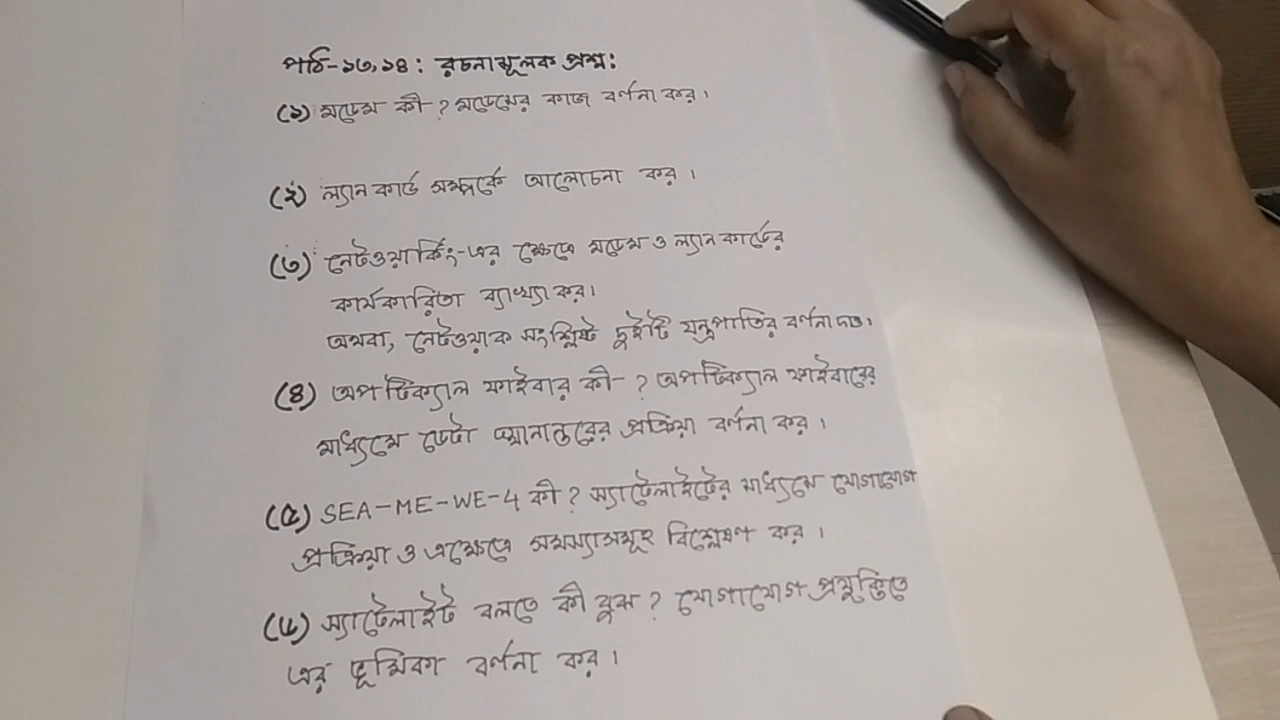 পাঠ-১৩,১৪: রচনামূলক প্রশ্ন:
(১) মডেম কী-? মডেমের কাজ বর্ণনা কর।
(২) ল্যান কার্ড সম্পর্কে আলোচনা কর।
(৩) নেটওয়ার্কিং-এর ক্ষেত্রে মডেম ও ল্যান কার্ডের
কার্যকারিতা ব্যাখ্যা কর।
অথবা, নেটওয়াক সংশ্লিষ্ট দুইটি যন্ত্রপাতির বর্ণনা দাও।
(৪) অপটিক্যাল ফাইবার কী-? অপটিক্যাল ফাইবারের
মাধ্যমে ডেটা স্থানান্তরের প্রক্রিয়া বর্ণনা কর।
(৫) SEA-ME-WE-4 কী? স্যাটেলাইটের মাধ্যমে যোগাযোগ
প্রক্রিয়া ও এক্ষেত্রে সমস্যাসমূহ বিশ্লেষণ কর।
(৬) স্যাটেলাইট বলতে কী বুঝ? যোগাযোগ প্রযুক্তিতে
এর ভূমিকা বর্ণনা কর।